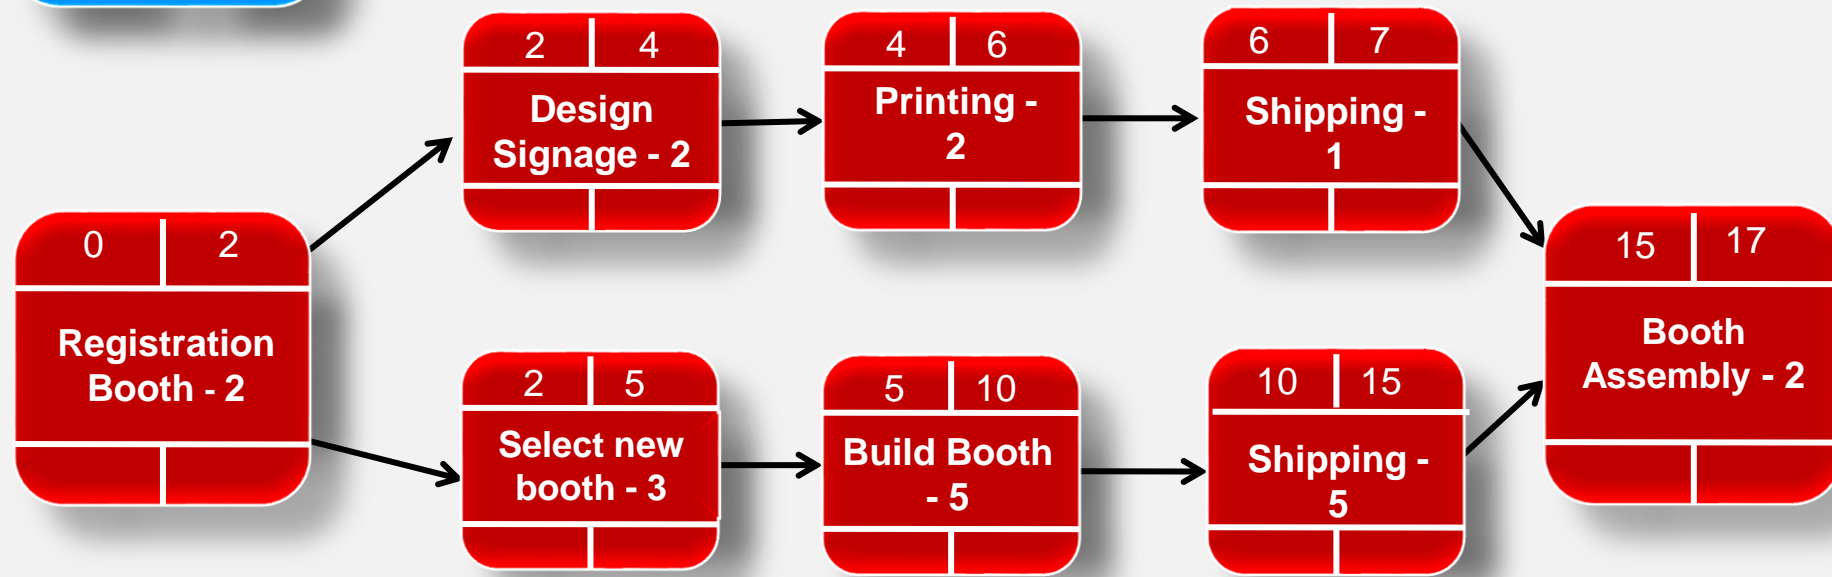 2 4
Design
Signage - 2
4 6
Printing -
2
6 7
Shipping -
1
0 2
Registration
Booth - 2
2 5
Select new
booth - 3
5 10
Build Booth
- 5
10 15
Shipping -
5
15 17
Booth
Assembly - 2